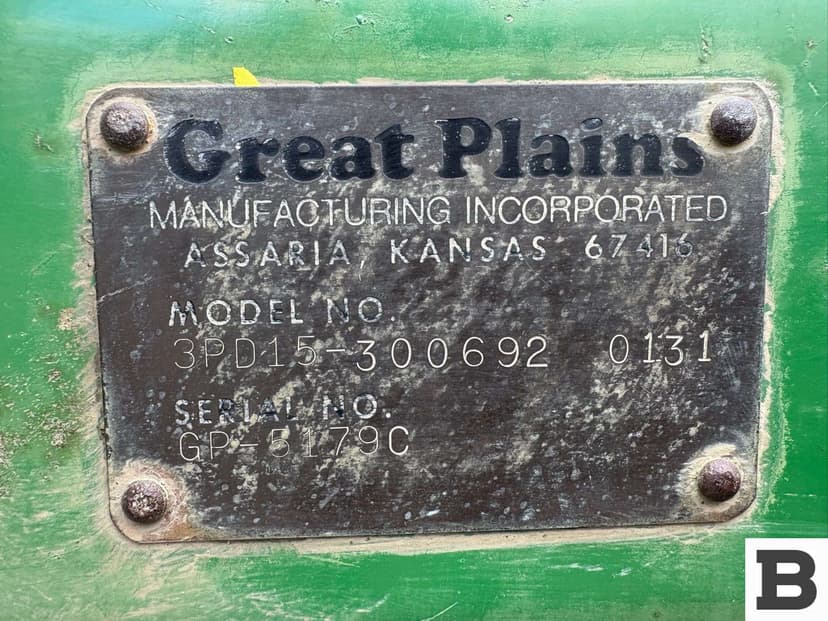 Great Plains
MANUFACTURING INCORPORATED
ASSARIA, KANSAS 67416
MODEL NO.
3PD15-300692 0131
SERIAL NO.
GP-5179C
B